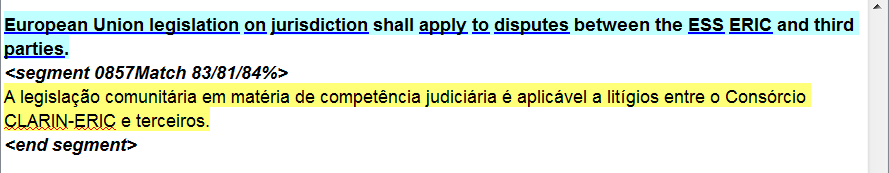 European Union legislation on jurisdiction shall apply to disputes between the ESS ERIC and third
parties.
<segment 0857Match 83/81/84%>
A legislação comunitária em matéria de competência judiciária é aplicável a litígios entre o Consórcio
CLARIN-ERIC e terceiros.
<end segment>